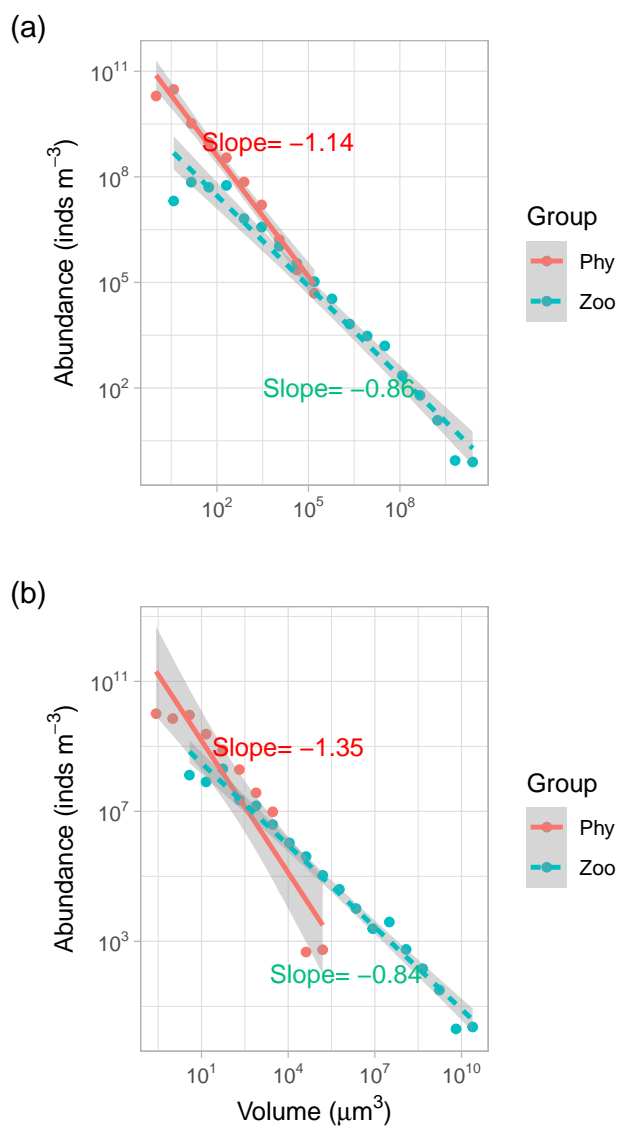 (a)
Abundance (inds m⁻³)
10¹¹
10⁸
10⁵
10²
Slope= −1.14
Slope= −0.86
10² 10⁵ 10⁸
Group
Phy
Zoo
(b)
Abundance (inds m⁻³)
10¹¹
10⁷
10³
Slope= −1.35
Slope= −0.84
10¹ 10⁴ 10⁷ 10¹⁰
Volume (μm³)
Group
Phy
Zoo